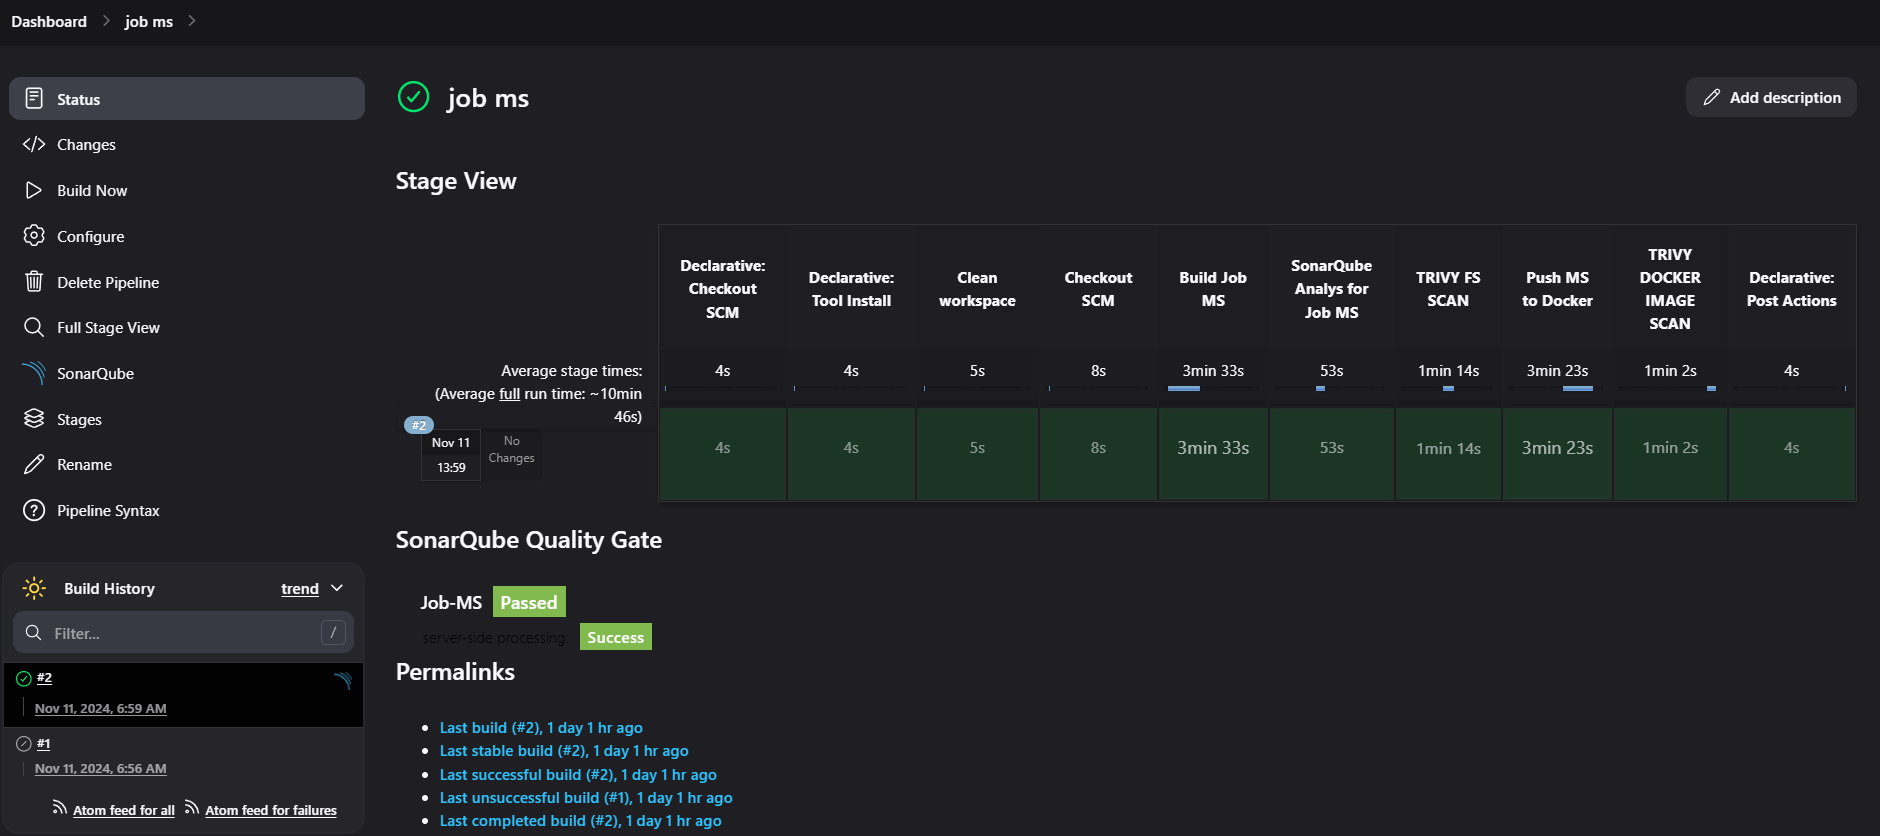 Dashboard
job ms
Status
Changes
Build Now
Configure
Delete Pipeline
Full Stage View
SonarQube
Stages
Rename
Pipeline Syntax
Build History
trend
Filter...
/
#2
Nov 11, 2024, 6:59 AM
#1
Nov 11, 2024, 6:56 AM
Atom feed for all
Atom feed for failures
job ms
Add description
Stage View
Declarative:
Checkout
SCM
Declarative:
Tool Install
Clean
workspace
Checkout
SCM
Build Job
MS
SonarQube
Analys for
Job MS
TRIVY FS
SCAN
Push MS
to Docker
TRIVY
DOCKER
IMAGE
SCAN
Declarative:
Post Actions
Average stage times:
(Average full run time: ~10min
46s)
4s
4s
5s
8s
3min 33s
53s
1min 14s
3min 23s
1min 2s
4s
#2
Nov 11
13:59
No
Changes
4s
4s
5s
8s
3min 33s
53s
1min 14s
3min 23s
1min 2s
4s
SonarQube Quality Gate
Job-MS Passed
server-side processing: Success
Permalinks
Last build (#2), 1 day 1 hr ago
Last stable build (#2), 1 day 1 hr ago
Last successful build (#2), 1 day 1 hr ago
Last unsuccessful build (#1), 1 day 1 hr ago
Last completed build (#2), 1 day 1 hr ago